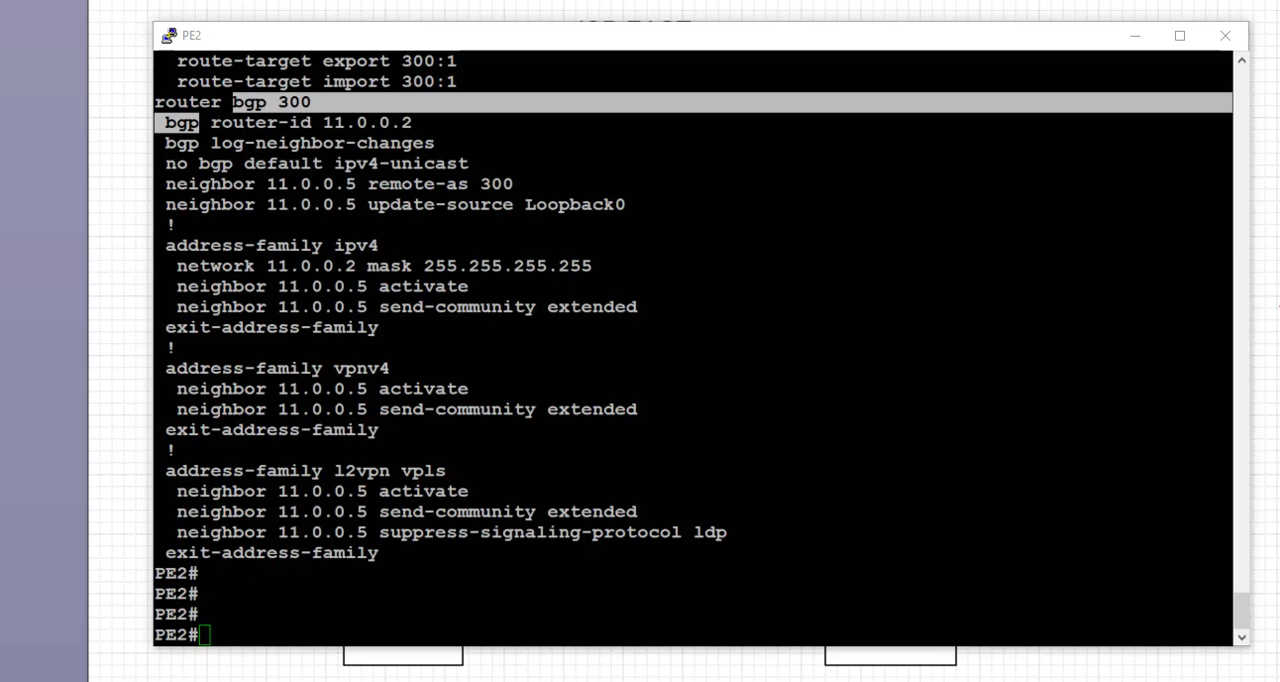 PE2
route-target export 300:1
route-target import 300:1
router bgp 300
bgp router-id 11.0.0.2
bgp log-neighbor-changes
no bgp default ipv4-unicast
neighbor 11.0.0.5 remote-as 300
neighbor 11.0.0.5 update-source Loopback0
!
address-family ipv4
network 11.0.0.2 mask 255.255.255.255
neighbor 11.0.0.5 activate
neighbor 11.0.0.5 send-community extended
exit-address-family
!
address-family vpnv4
neighbor 11.0.0.5 activate
neighbor 11.0.0.5 send-community extended
exit-address-family
!
address-family l2vpn vpls
neighbor 11.0.0.5 activate
neighbor 11.0.0.5 send-community extended
neighbor 11.0.0.5 suppress-signaling-protocol ldp
exit-address-family
PE2#
PE2#
PE2#
PE2#